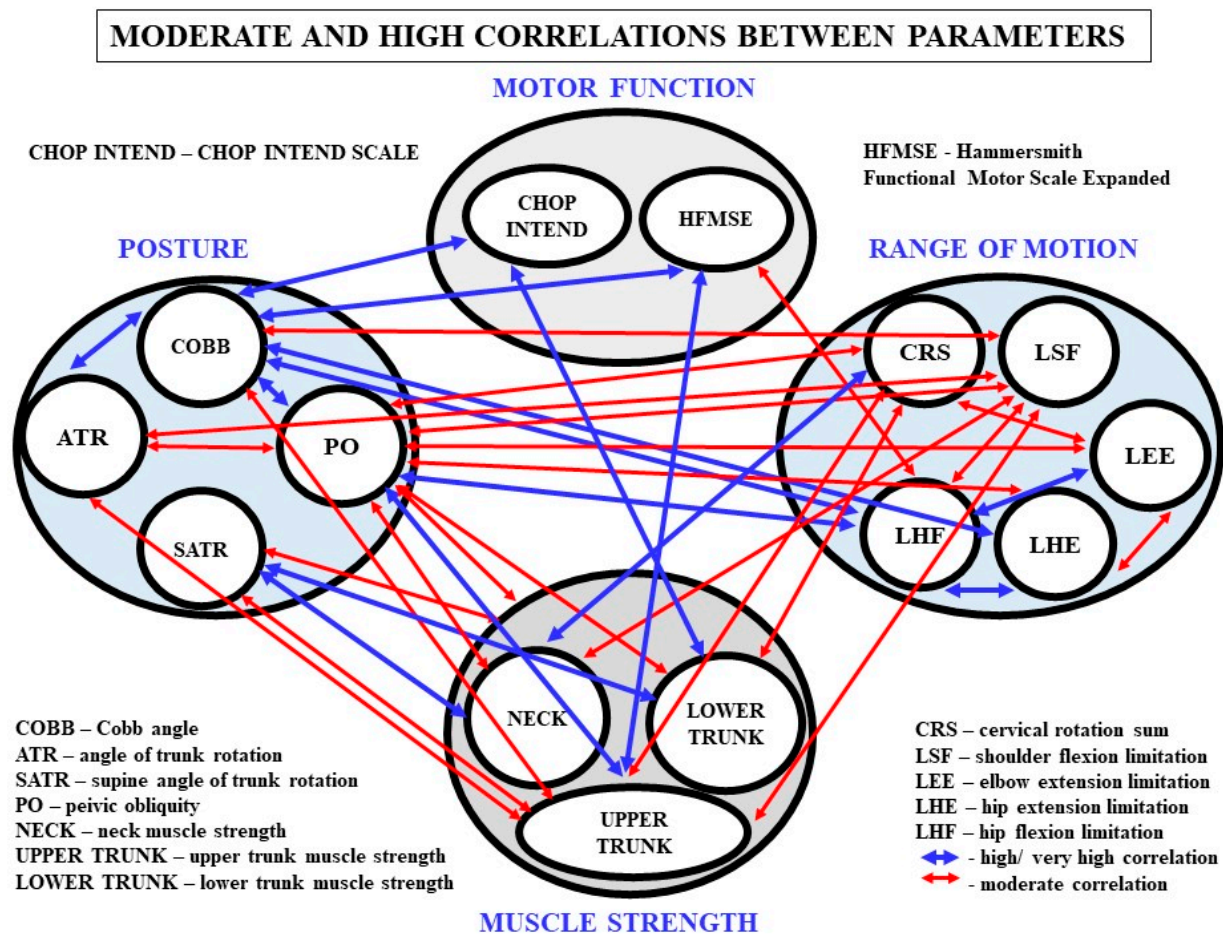 MODERATE AND HIGH CORRELATIONS BETWEEN PARAMETERS
MOTOR FUNCTION
CHOP INTEND – CHOP INTEND SCALE
HFMSE - Hammersmith
Functional Motor Scale Expanded
CHOP
INTEND
HFMSE
POSTURE
RANGE OF MOTION
COBB
ATR
PO
SATR
CRS
LSF
LEE
LHF
LHE
NECK
LOWER
TRUNK
UPPER
TRUNK
COBB – Cobb angle
ATR – angle of trunk rotation
SATR – supine angle of trunk rotation
PO – peivic obliquity
NECK – neck muscle strength
UPPER TRUNK – upper trunk muscle strength
LOWER TRUNK – lower trunk muscle strength
CRS – cervical rotation sum
LSF – shoulder flexion limitation
LEE – elbow extension limitation
LHE – hip extension limitation
LHF – hip flexion limitation
- high/ very high correlation
- moderate correlation
MUSCLE STRENGTH